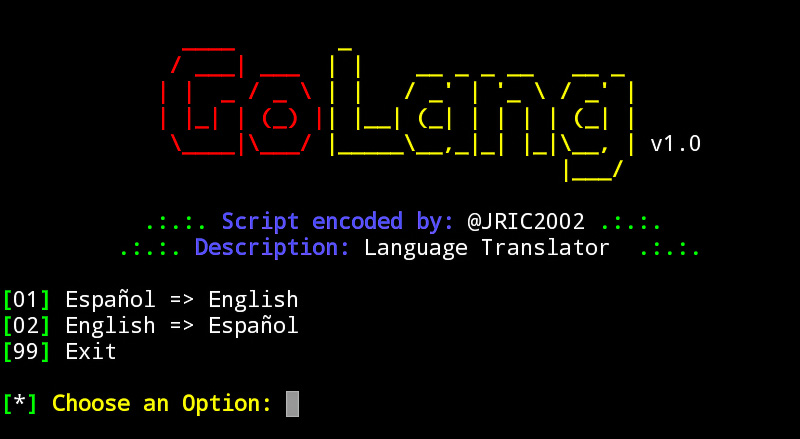 GoLang v1.0
.:.:. Script encoded by: @JRIC2002 .:.:.
.:.:. Description: Language Translator .:.:.
[01] Español => English
[02] English => Español
[99] Exit
[*] Choose an Option: